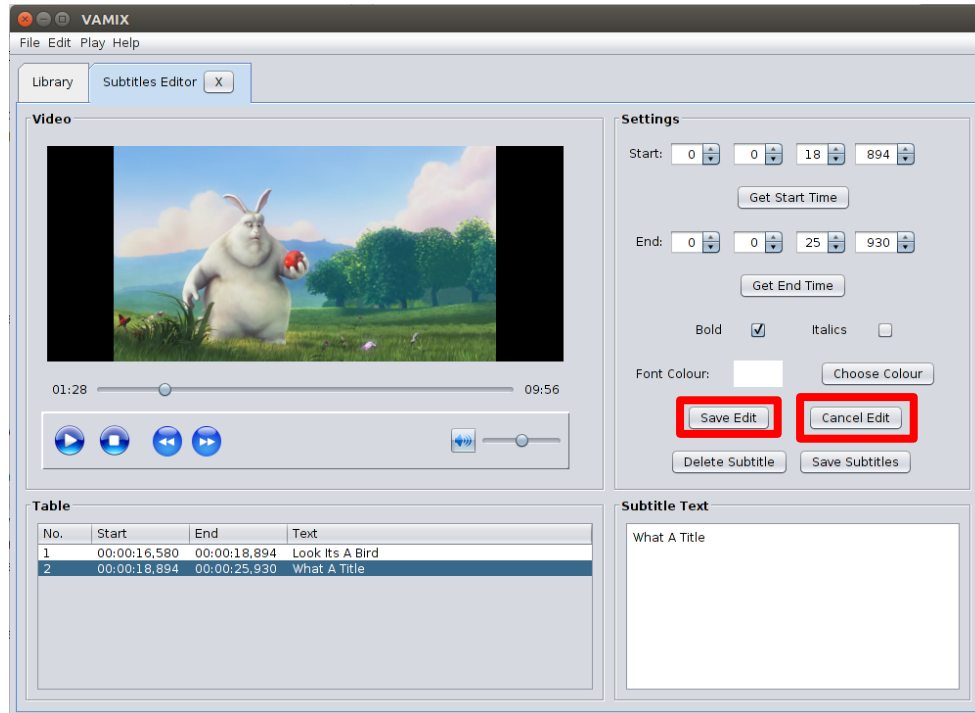 VAMIX
File Edit Play Help
Library
Subtitles Editor X
Video
01:28 09:56
Settings
Start: 0 0 18 894
Get Start Time
End: 0 0 25 930
Get End Time
Bold Italics
Font Colour: Choose Colour
Save Edit Cancel Edit
Delete Subtitle Save Subtitles
Table
No. Start End Text
1 00:00:16,580 00:00:18,894 Look Its A Bird
2 00:00:18,894 00:00:25,930 What A Title
Subtitle Text
What A Title